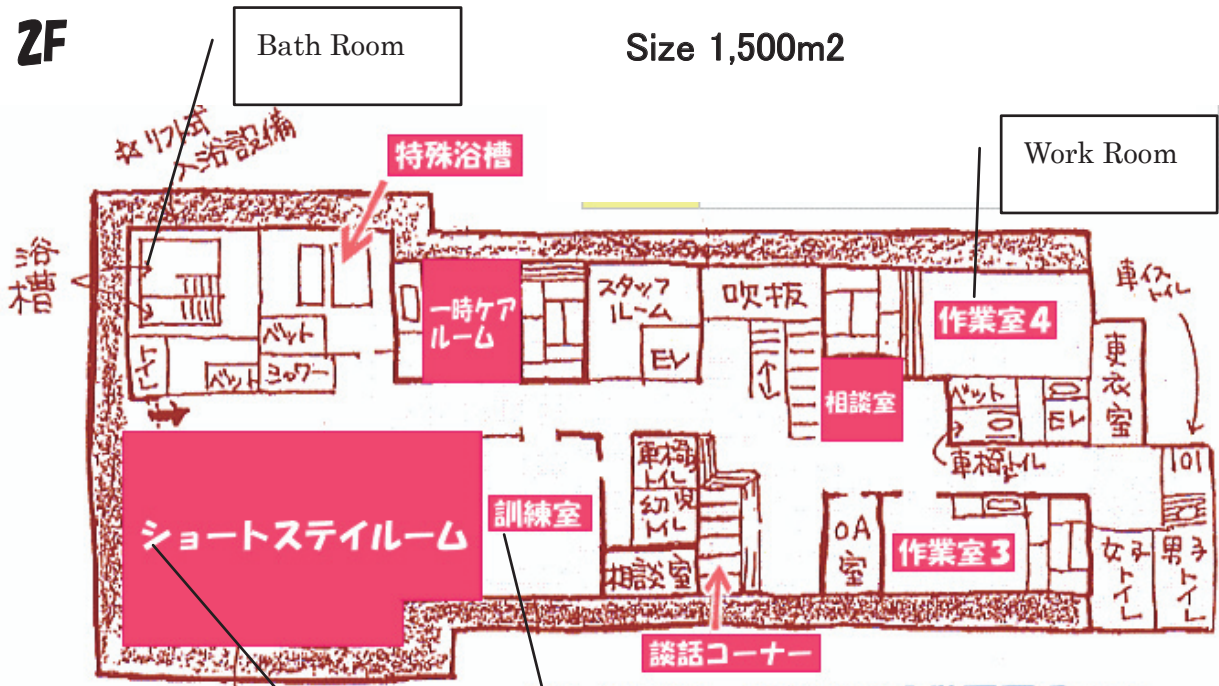 2F
Bath Room
Size 1,500m2
☆リフト式
入浴設備
特殊浴槽
Work Room
浴槽
一時ケア
ルーム
スタッフ
ルーム
EV
吹抜
作業室4
車イス
トイレ
更衣室
ベット
シャワー
トイレ
ベット
相談室
ベット
EV
車椅トイレ
ショートステイルーム
訓練室
車椅
トイレ
幼児
トイレ
相談室
OA室
作業室3
女子トイレ
男子トイレ
談話コーナー